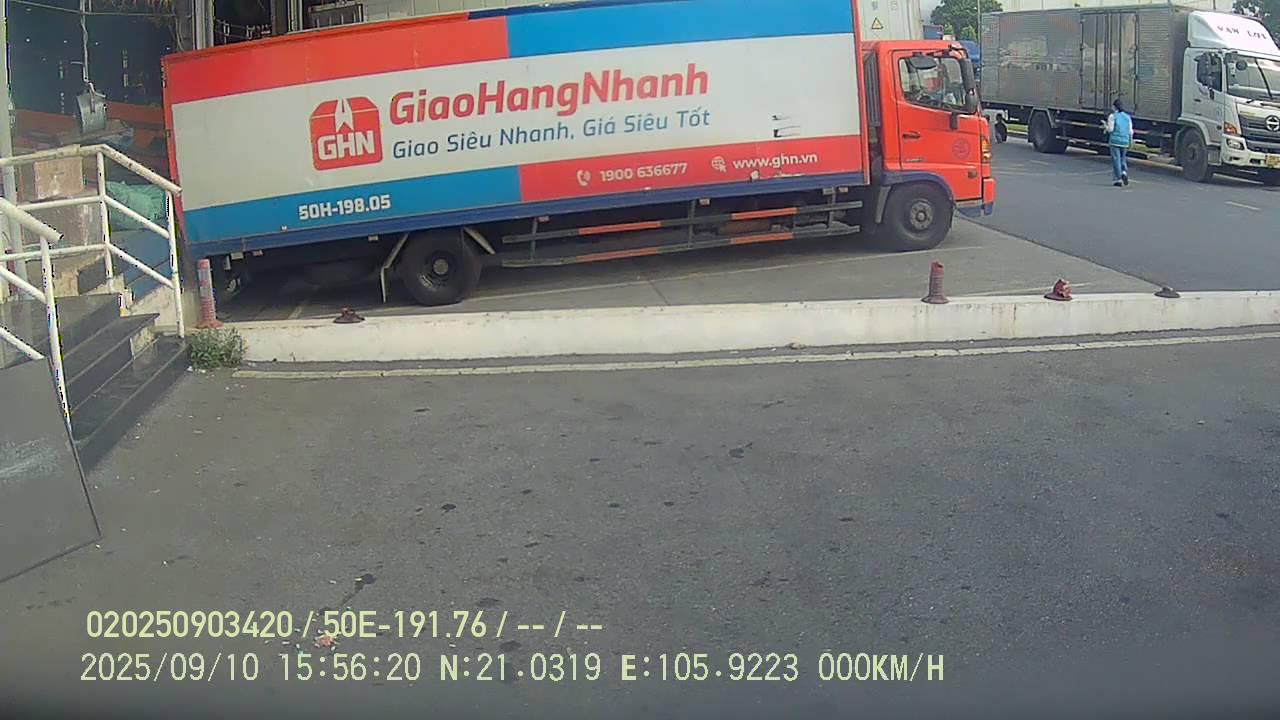 GiaoHangNhanh
GHN
Giao Siêu Nhanh, Giá Siêu Tốt
1900 636677 www.ghn.vn
50H-198.05
020250903420 / 50E-191.76 / -- / --
2025/09/10 15:56:20 N:21.0319 E:105.9223 000KM/H